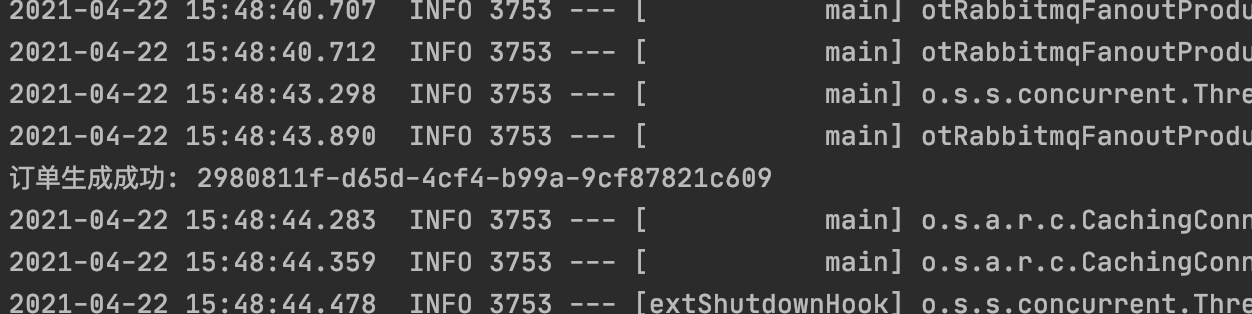 2021-04-22 15:48:40.707  INFO 3753 --- [           main] otRabbitmqFanoutProdu
2021-04-22 15:48:40.712  INFO 3753 --- [           main] otRabbitmqFanoutProdu
2021-04-22 15:48:43.298  INFO 3753 --- [           main] o.s.s.concurrent.Thre
2021-04-22 15:48:43.890  INFO 3753 --- [           main] otRabbitmqFanoutProdu
订单生成成功: 2980811f-d65d-4cf4-b99a-9cf87821c609
2021-04-22 15:48:44.283  INFO 3753 --- [           main] o.s.a.r.c.CachingConn
2021-04-22 15:48:44.359  INFO 3753 --- [           main] o.s.a.r.c.CachingConn
2021-04-22 15:48:44.478  INFO 3753 --- [extShutdownHook] o.s.s.concurrent.Thre